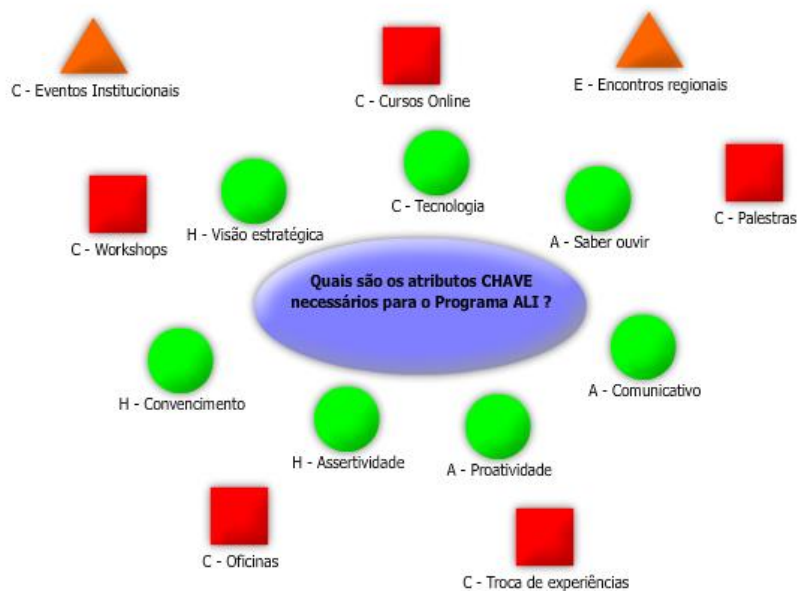 C - Eventos Institucionais
C - Cursos Online
E - Encontros regionais
C - Workshops
H - Visão estratégica
C - Tecnologia
A - Saber ouvir
C - Palestras
Quais são os atributos CHAVE
necessários para o Programa ALI ?
H - Convencimento
A - Comunicativo
H - Assertividade
A - Proatividade
C - Oficinas
C - Troca de experiências